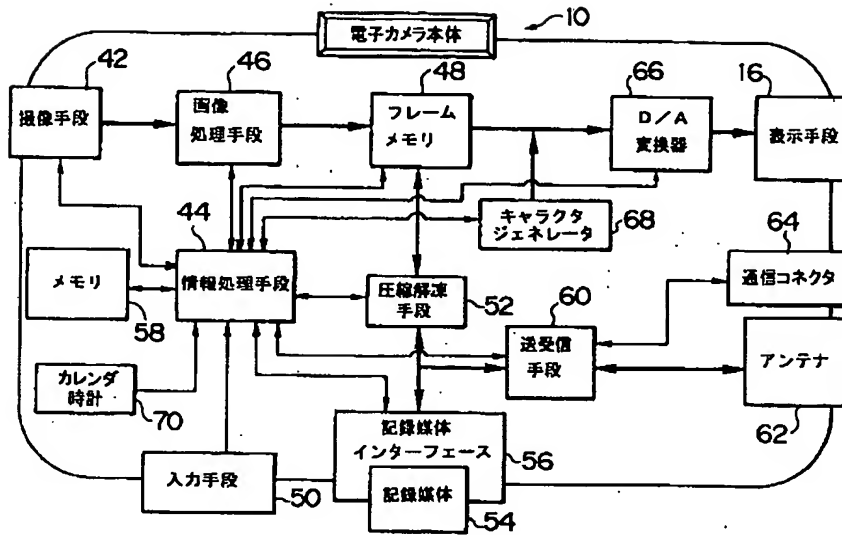 電子カメラ本体
10
42
46
48
66
16
撮像手段
画像
処理手段
フレーム
メモリ
D/A
変換器
表示手段
キャラクタ
ジェネレータ
68
44
64
メモリ
58
情報処理手段
圧縮解凍
手段
52
60
送受信
手段
通信コネクタ
アンテナ
62
カレンダ
時計
70
記録媒体
インターフェース
56
入力手段
50
記録媒体
54